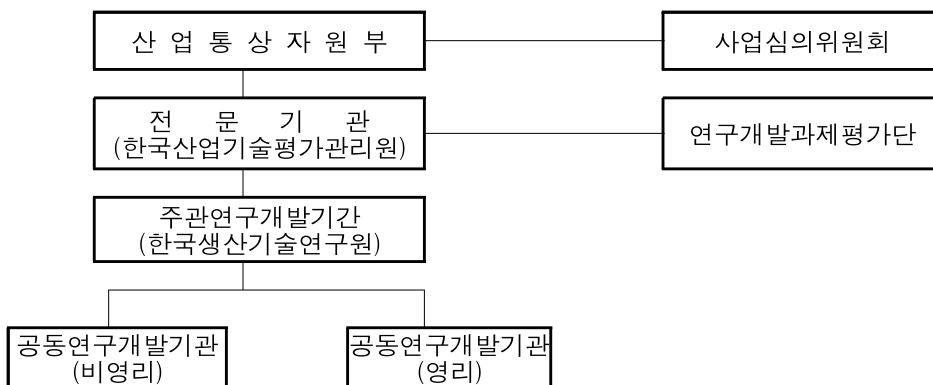 산 업 통 상 자 원 부
사업심의위원회
전 문 기 관
(한국산업기술평가관리원)
연구개발과제평가단
주관연구개발기간
(한국생산기술연구원)
공동연구개발기관
(비영리)
공동연구개발기관
(영리)